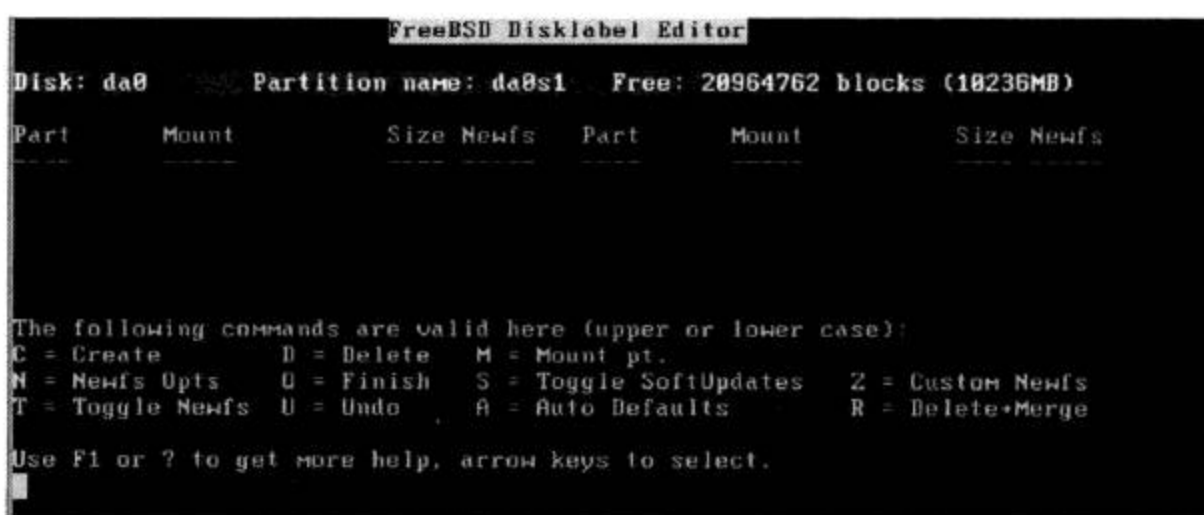 FreeBSD Disklabel Editor
Disk: da0 Partition name: da0s1 Free: 20964762 blocks (10236MB)
Part Mount Size Newfs Part Mount Size Newfs
---- ----- ---- ----- ---- ----- ---- -----
The following commands are valid here (upper or lower case):
C = Create D = Delete M = Mount pt.
N = Newfs Opts Q = Finish S = Toggle SoftUpdates Z = Custom Newfs
T = Toggle Newfs U = Undo A = Auto Defaults R = Delete+Merge
Use F1 or ? to get more help, arrow keys to select.